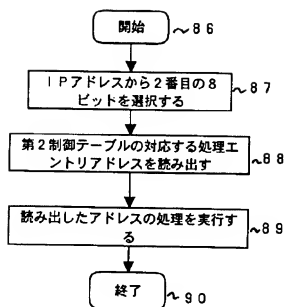 開始 ~86
IPアドレスから2番目の8 ~87
ビットを選択する
第2制御テーブルの対応する処理エ ~88
ントリアドレスを読み出す
読み出したアドレスの処理を実行す ~89
る
終了 ~90